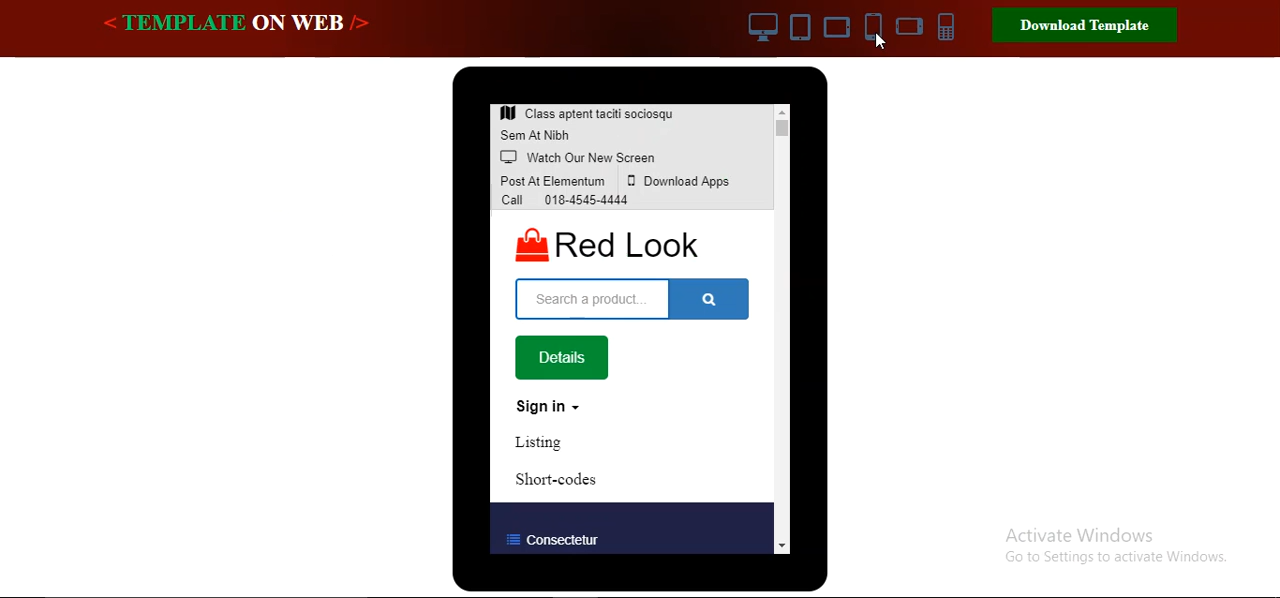 < TEMPLATE ON WEB />
Download Template
Class aptent taciti sociosqu
Sem At Nibh
Watch Our New Screen
Post At Elementum
Download Apps
Call 018-4545-4444
Red Look
Search a product...
Details
Sign in
Listing
Short-codes
Consectetur
Activate Windows
Go to Settings to activate Windows.